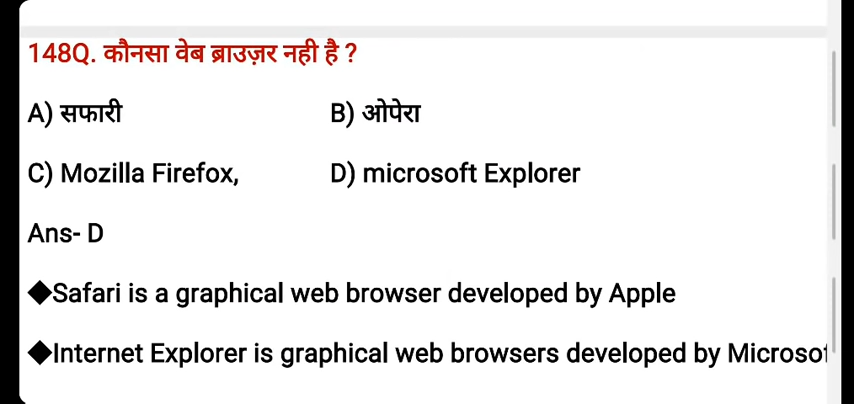 148Q. कौनसा वेब ब्राउज़र नही है ?
A) सफारी B) ओपेरा
C) Mozilla Firefox, D) microsoft Explorer
Ans- D
◆Safari is a graphical web browser developed by Apple
◆Internet Explorer is graphical web browsers developed by